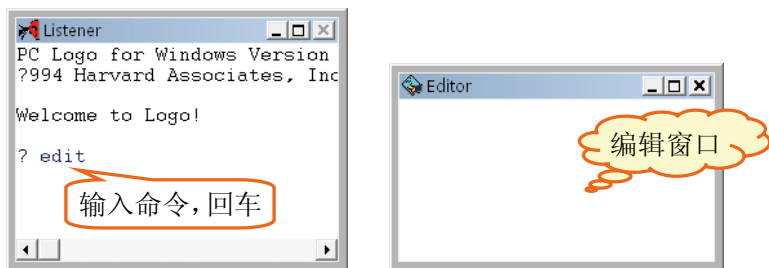 Listener
PC Logo for Windows Version
?994 Harvard Associates, Inc
Welcome to Logo!
? edit
输入命令，回车
Editor
编辑窗口